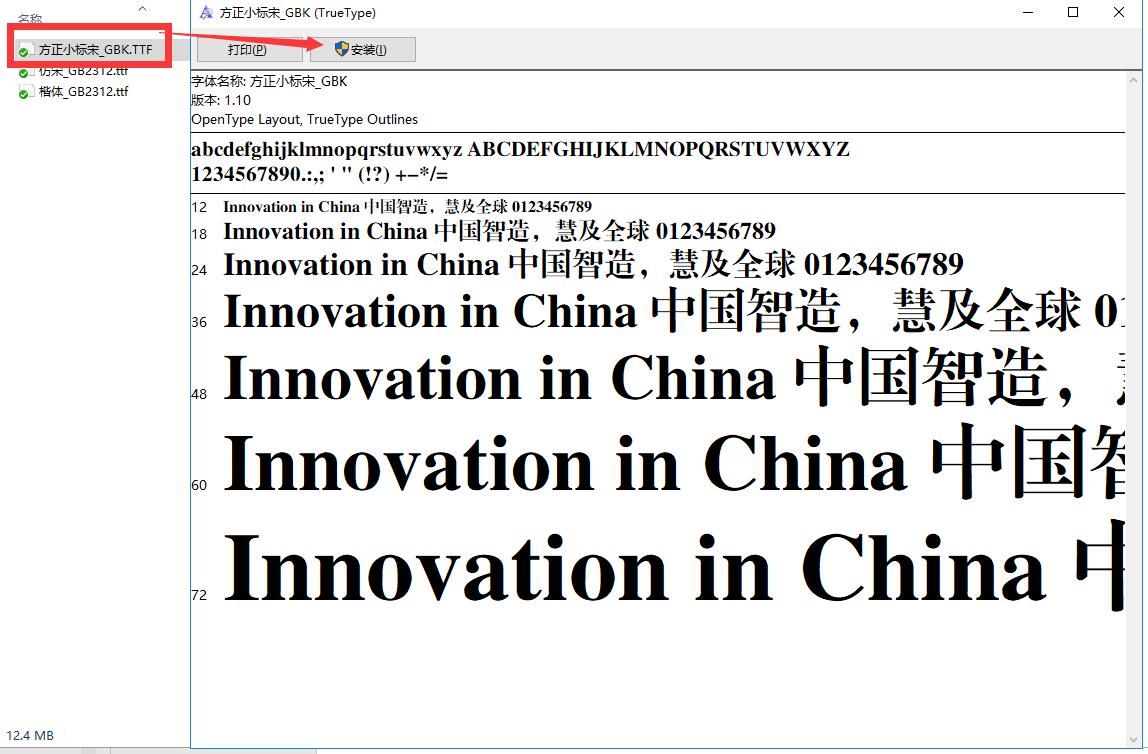 名称
方正小标宋_GBK.TTF
仿宋_GB2312.ttf
楷体_GB2312.ttf
12.4 MB
方正小标宋_GBK (TrueType)
打印(P)
安装(I)
字体名称: 方正小标宋_GBK
版本: 1.10
OpenType Layout, TrueType Outlines
abcdefghijklmnopqrstuvwxyz ABCDEFGHIJKLMNOPQRSTUVWXYZ
1234567890.:,; ' " (!?) +-*/=
12 Innovation in China 中国智造，慧及全球 0123456789
18 Innovation in China 中国智造，慧及全球 0123456789
24 Innovation in China 中国智造，慧及全球 0123456789
36 Innovation in China 中国智造，慧及全球 01
48 Innovation in China 中国智造，
60 Innovation in China 中国
72 Innovation in China 中